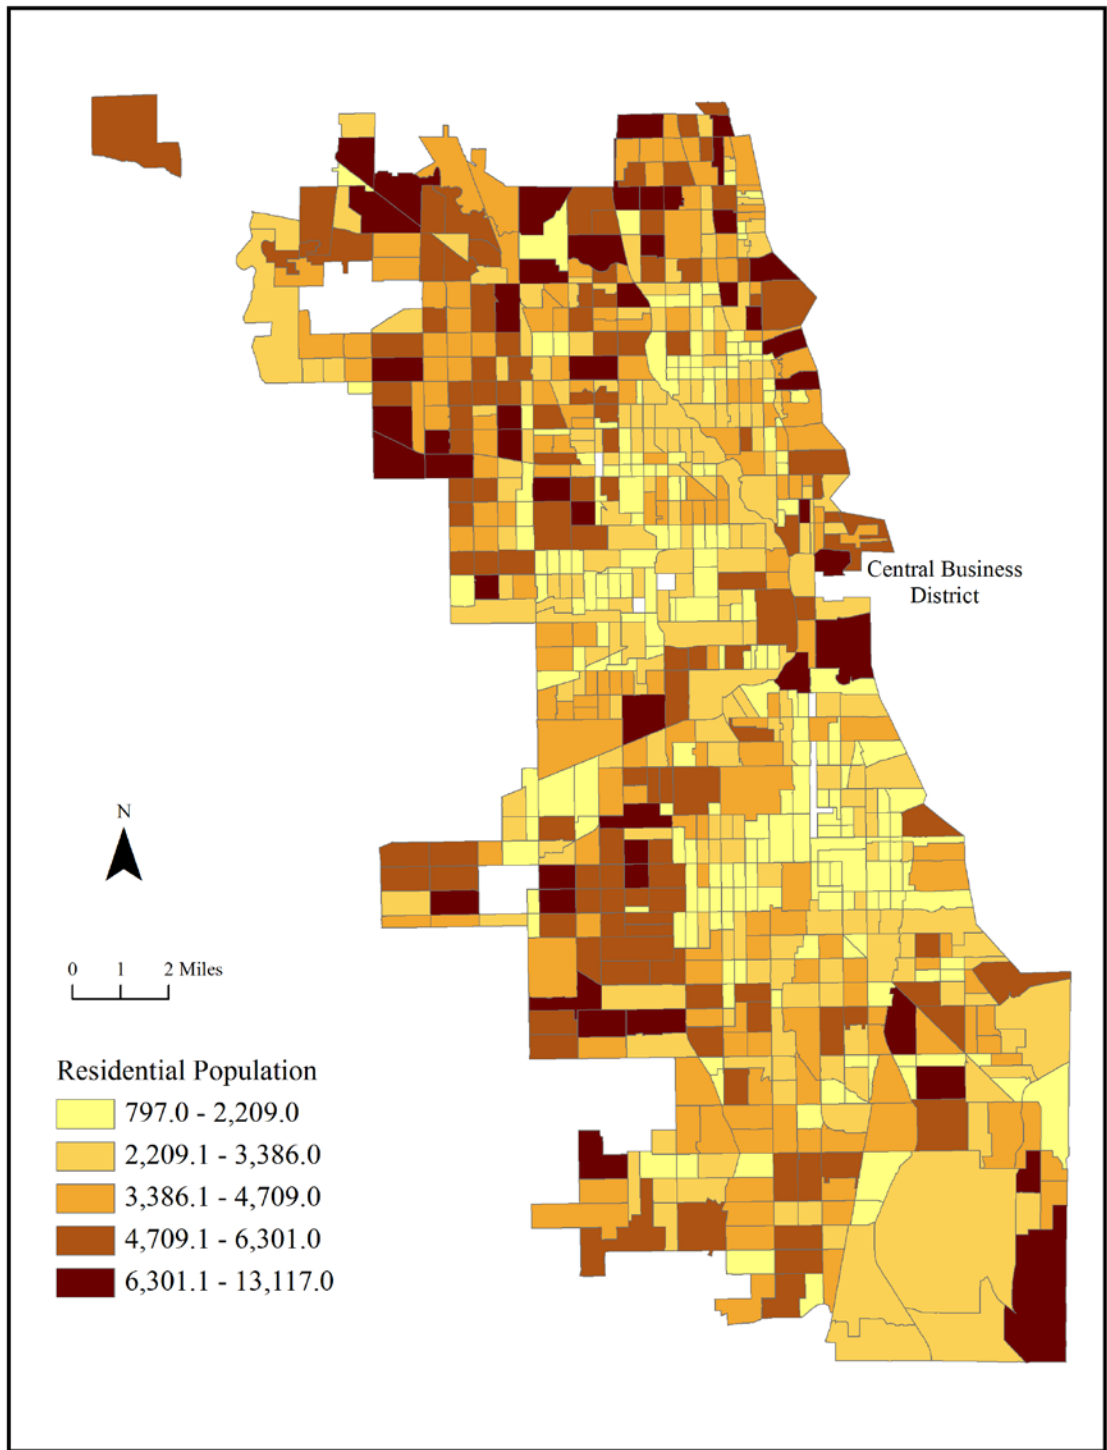 Central Business
District
N
0 1 2 Miles
Residential Population
797.0 - 2,209.0
2,209.1 - 3,386.0
3,386.1 - 4,709.0
4,709.1 - 6,301.0
6,301.1 - 13,117.0